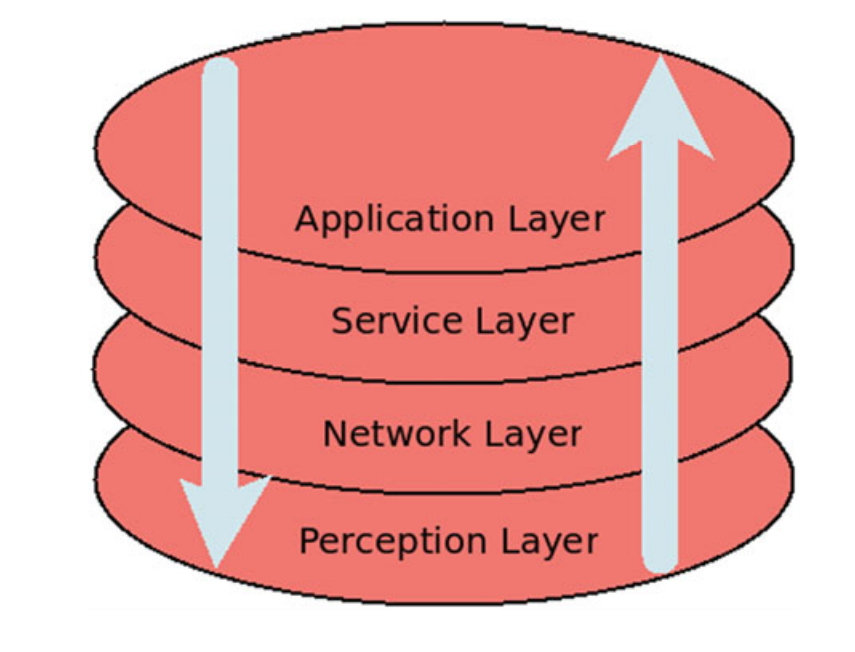 Application Layer
Service Layer
Network Layer
Perception Layer